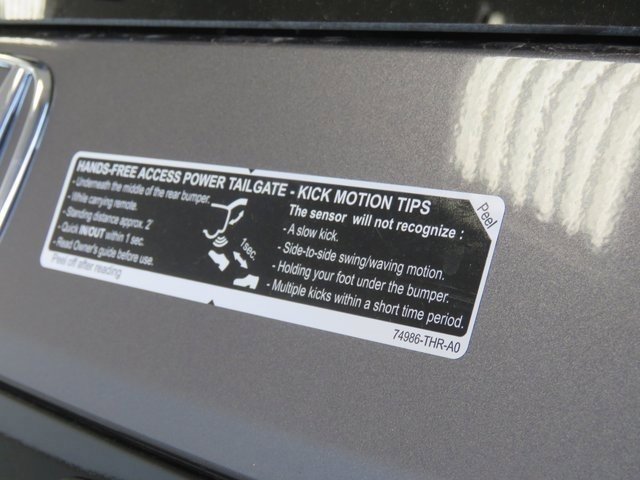 HANDS-FREE ACCESS POWER TAILGATE - KICK MOTION TIPS
- Underneath the middle of the rear bumper.
- While carrying remote.
- Standing distance approx. 2'
- Quick IN/OUT within 1 sec.
- Read Owner's guide before use.
Peel off after reading
1sec.
The sensor will not recognize :
- A slow kick.
- Side-to-side swing/waving motion.
- Holding your foot under the bumper.
- Multiple kicks within a short time period.
Peel
74986-THR-A0